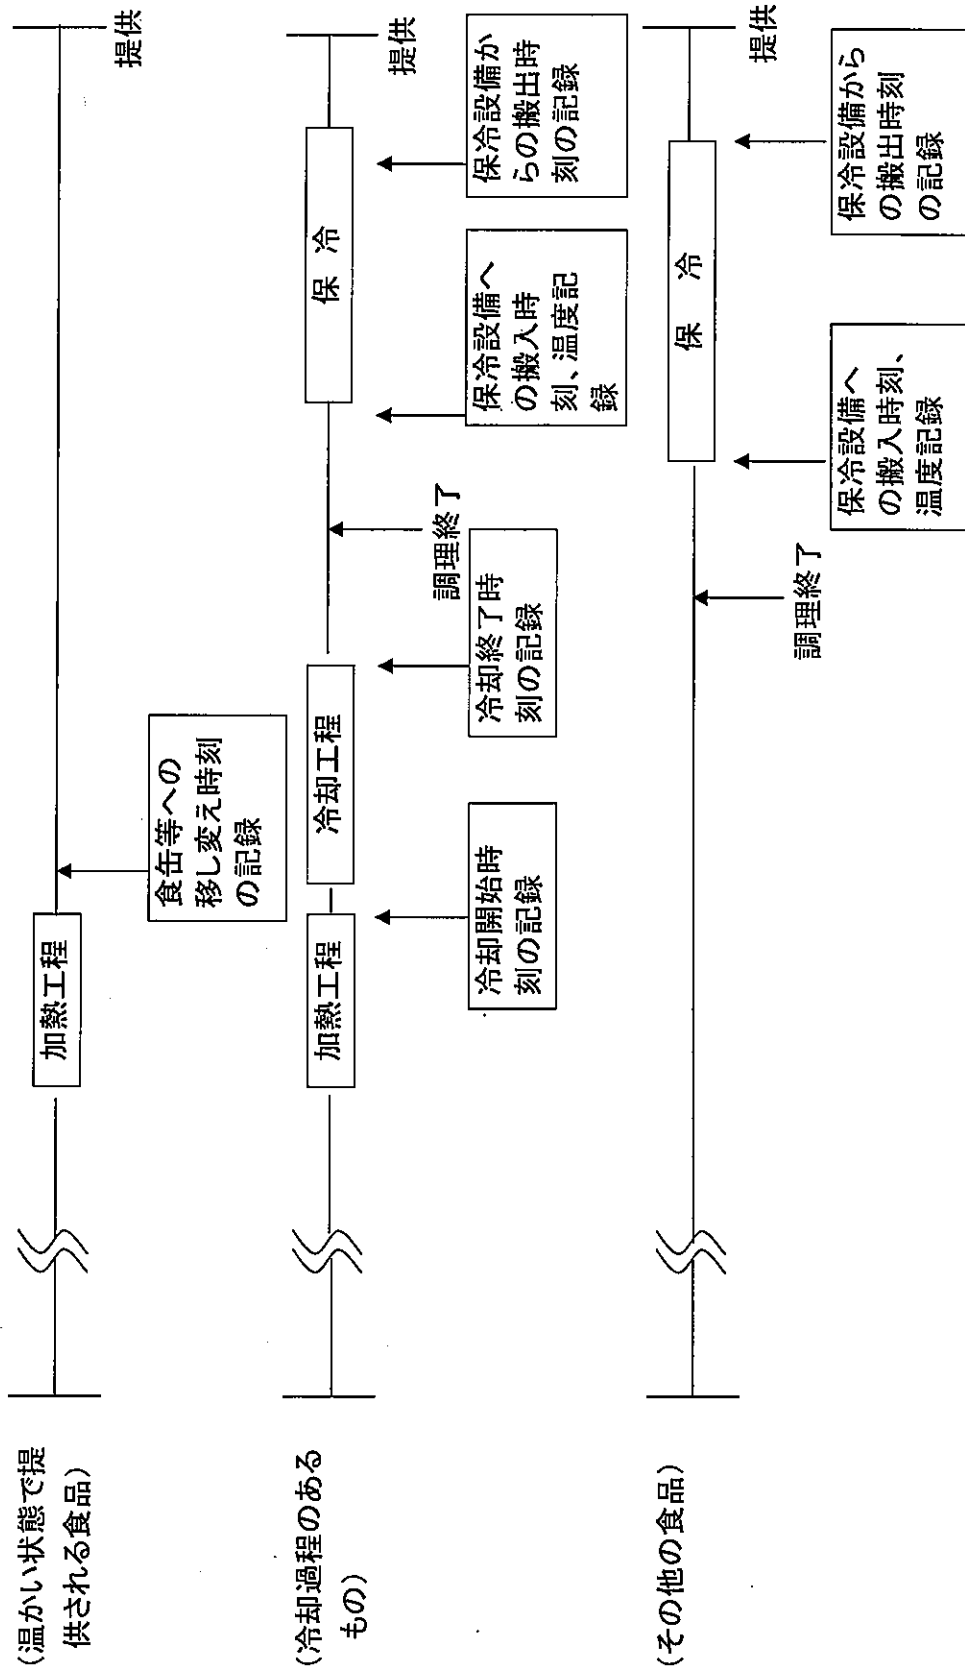 (温かい状態で提
供される食品)
加熱工程
食缶等への
移し変え時刻
の記録
提供
(冷却過程のある
もの)
加熱工程
冷却開始時
刻の記録
冷却工程
冷却終了時
刻の記録
調理終了
保冷設備へ
の搬入時
刻、温度記
録
保　冷
保冷設備か
らの搬出時
刻の記録
提供
(その他の食品)
調理終了
保冷設備へ
の搬入時刻、
温度記録
保　冷
保冷設備から
の搬出時刻
の記録
提供